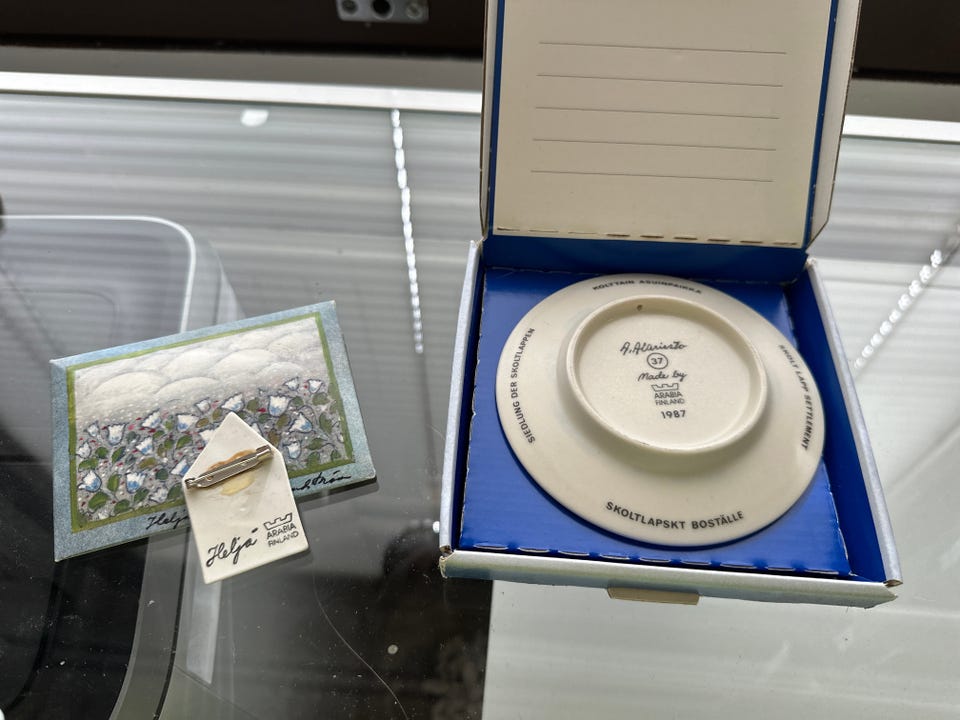 KOLTTAIN ASUINPAIKKA
SIEDLUNG DER SKOLTLAPPEN
SKOLT LAPP SETTLEMENT
A. Alariesto
37
Made by
ARABIA
FINLAND
1987
SKOLTLAPSKT BOSTÄLLE
Heljä
ARABIA
FINLAND